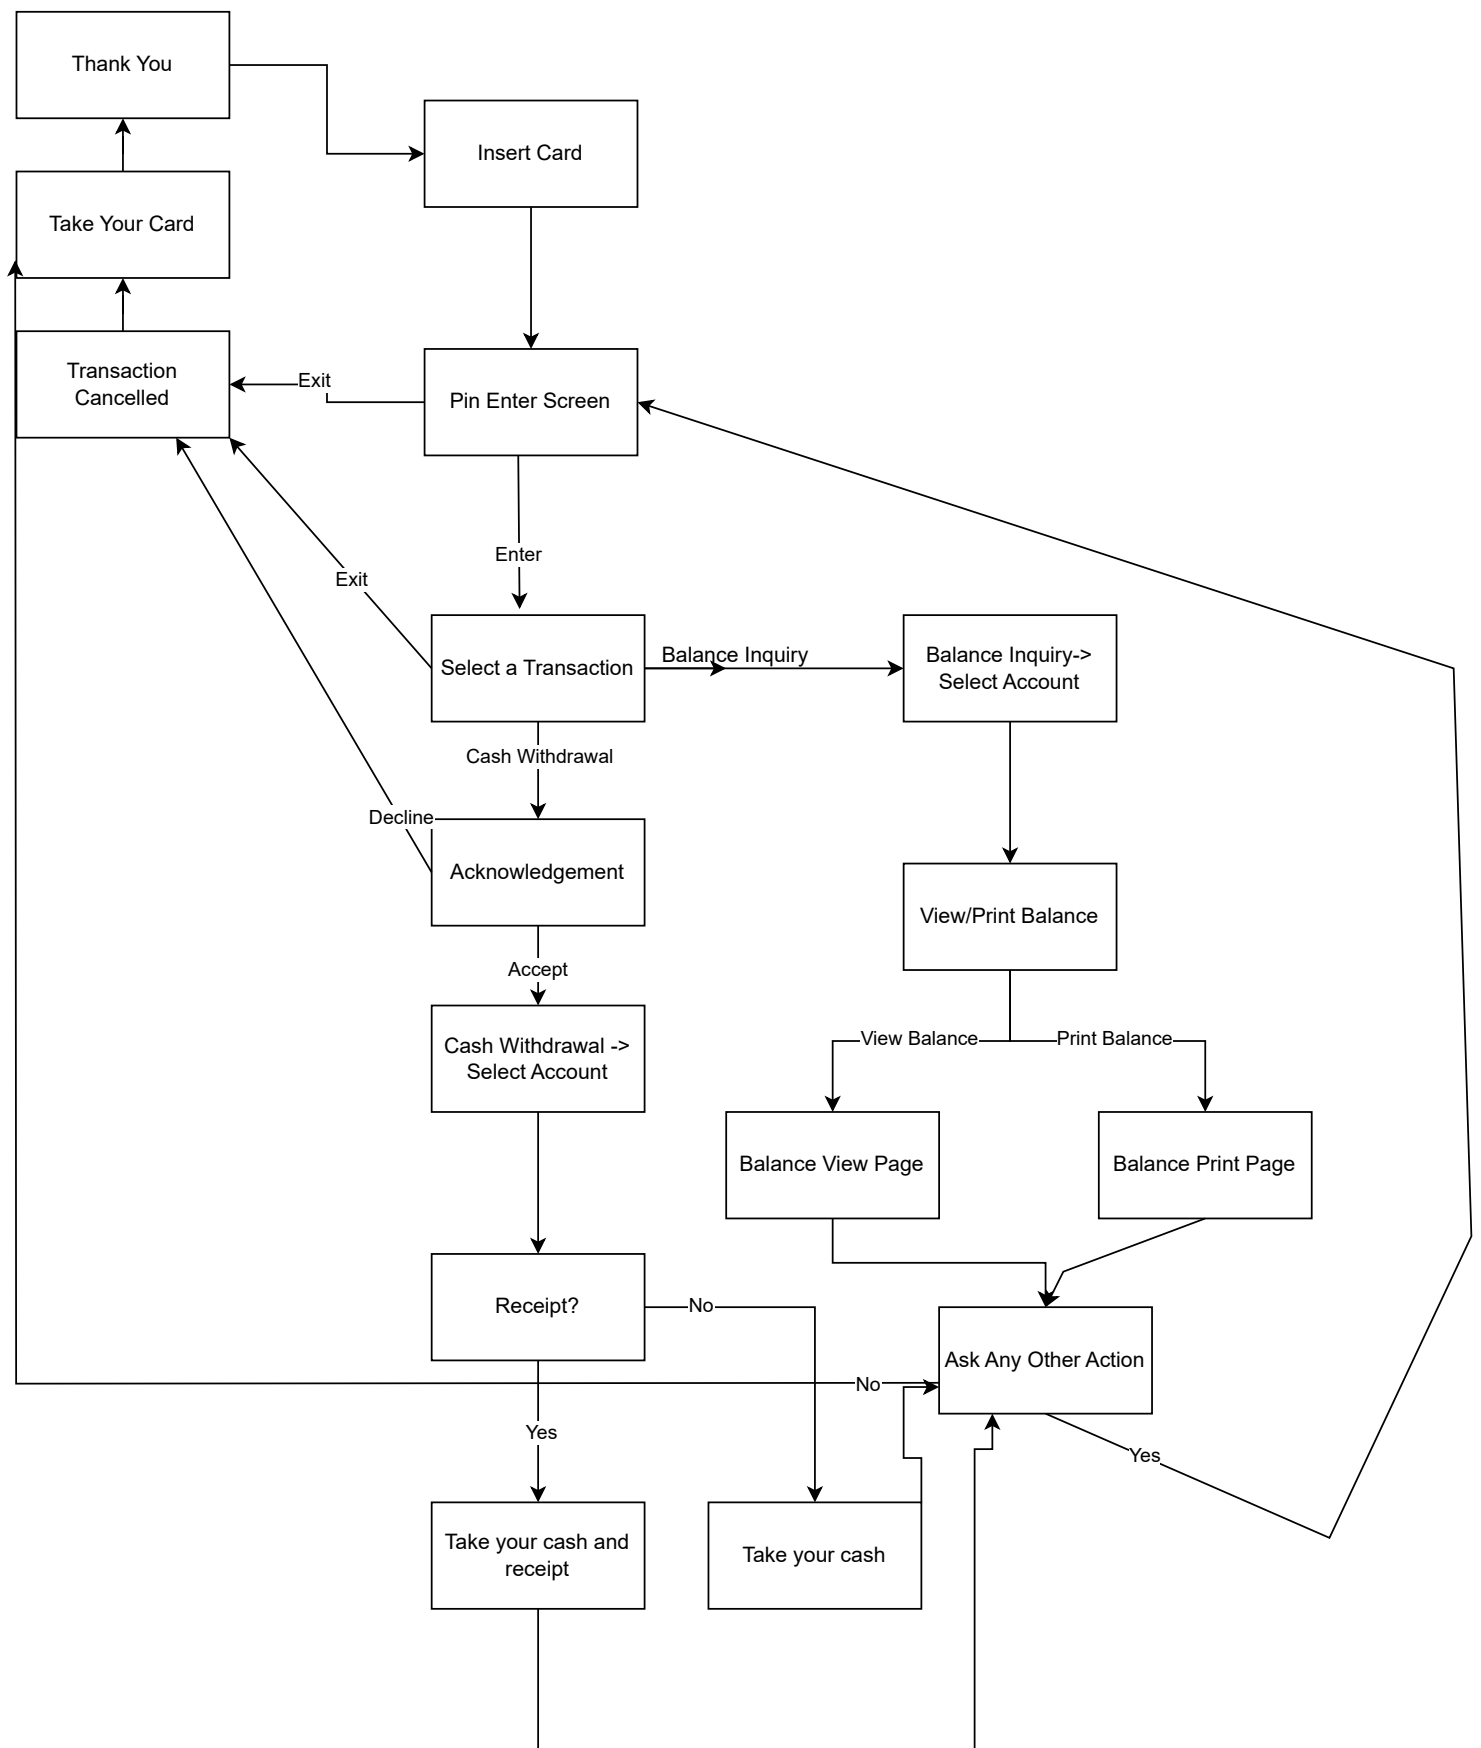 Thank You
Insert Card
Take Your Card
Transaction
Cancelled
Exit
Pin Enter Screen
Enter
Exit
Select a Transaction
Balance Inquiry
Balance Inquiry->
Select Account
Cash Withdrawal
Decline
Acknowledgement
View/Print Balance
Accept
Cash Withdrawal ->
Select Account
View Balance
Print Balance
Balance View Page
Balance Print Page
Receipt?
No
Ask Any Other Action
No
Yes
Yes
Take your cash and
receipt
Take your cash